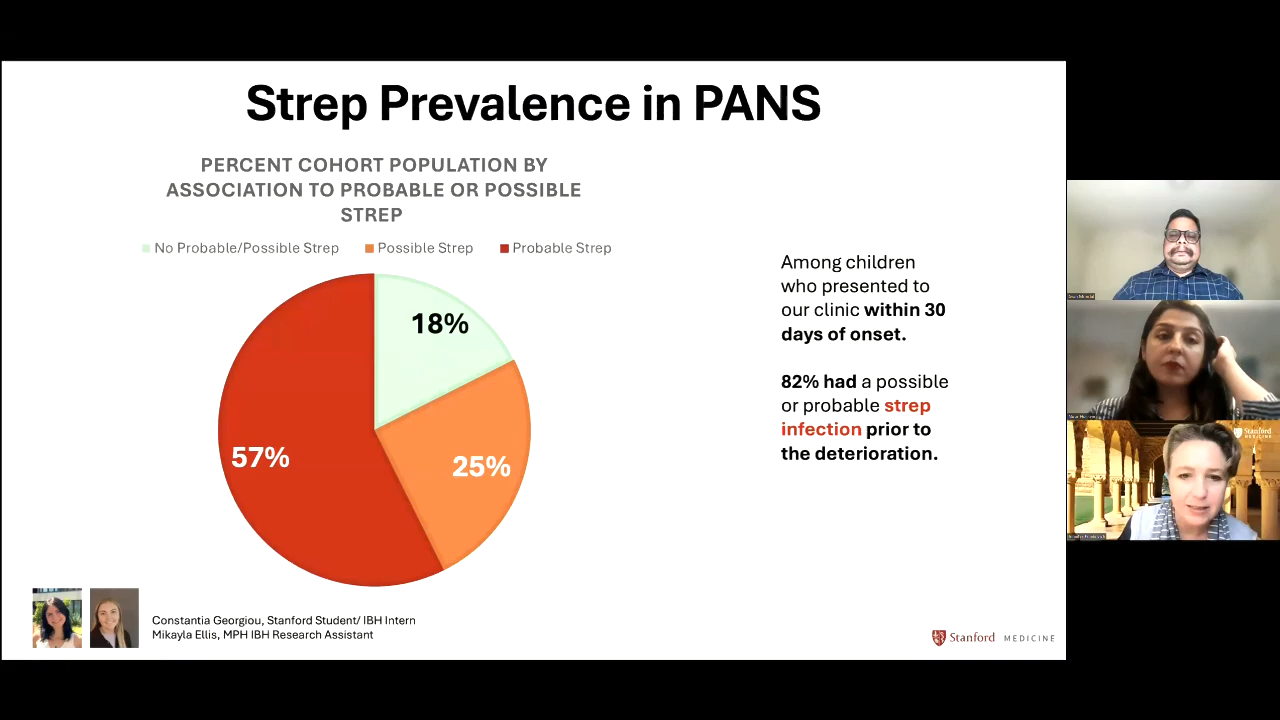 Strep Prevalence in PANS
PERCENT COHORT POPULATION BY
ASSOCIATION TO PROBABLE OR POSSIBLE
STREP
No Probable/Possible Strep
Possible Strep
Probable Strep
18%
25%
57%
Among children
who presented to
our clinic within 30
days of onset.
82% had a possible
or probable strep
infection prior to
the deterioration.
Constantia Georgiou, Stanford Student/ IBH Intern
Mikayla Ellis, MPH IBH Research Assistant
Stanford MEDICINE
Stanford
MEDICINE